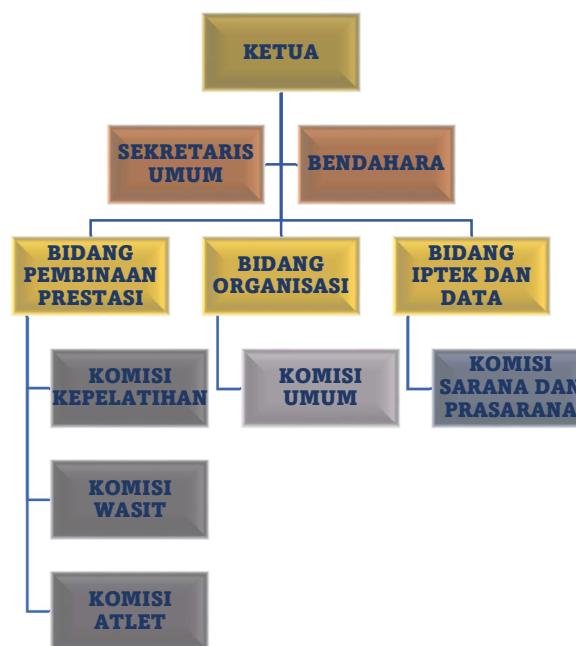 KETUA
SEKRETARIS
UMUM
BENDAHARA
BIDANG
PEMBINAAN
PRESTASI
BIDANG
ORGANISASI
BIDANG
IPTEK DAN
DATA
KOMISI
KEPELATIHAN
KOMISI
UMUM
KOMISI
SARANA DAN
PRASARANA
KOMISI
WASIT
KOMISI
ATLET